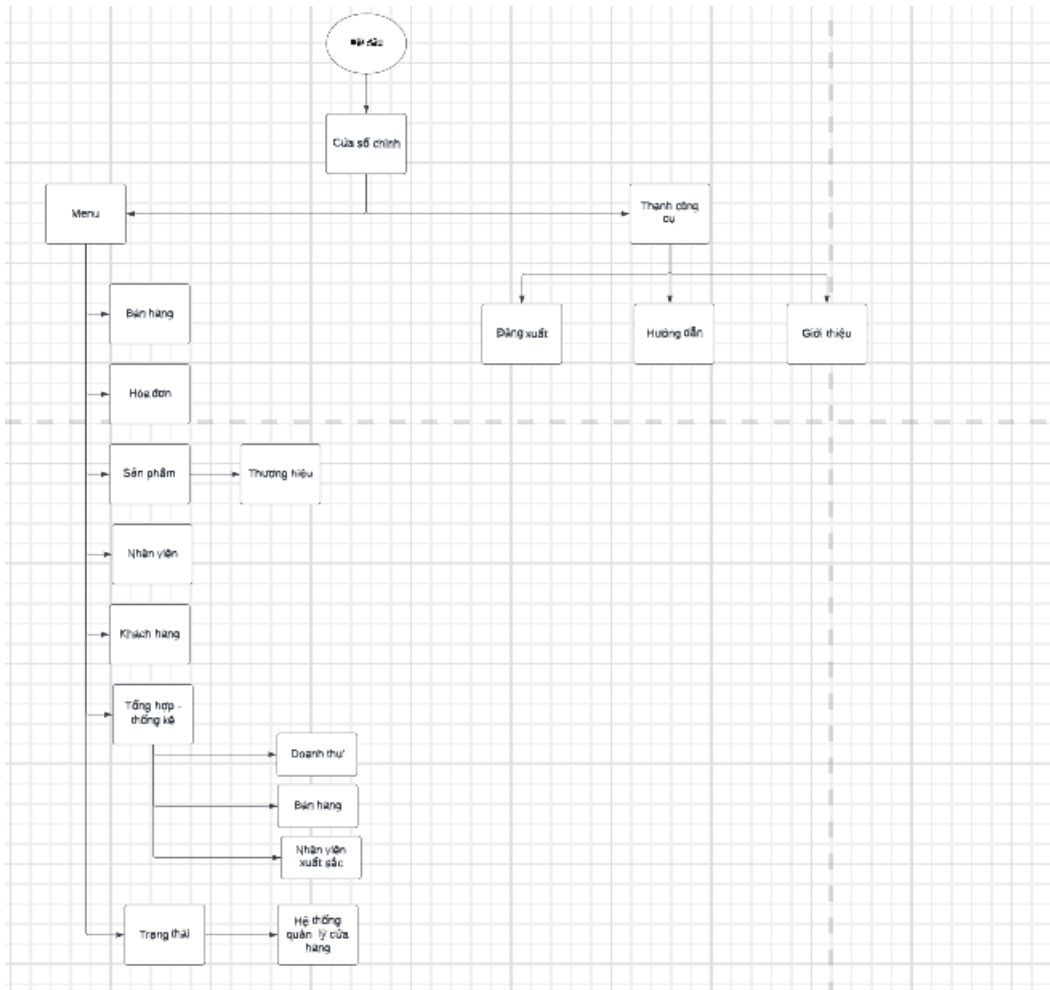 Bắt đầu
Cửa sổ chính
Menu
Thanh công
cụ
Bán hàng
Đăng xuất
Hướng dẫn
Giới thiệu
Hóa đơn
Sản phẩm
Thương hiệu
Nhân viên
Khách hàng
Tổng hợp -
thống kê
Doanh thu
Bán hàng
Nhân viên
xuất sắc
Trạng thái
Hệ thống
quản lý cửa
hàng